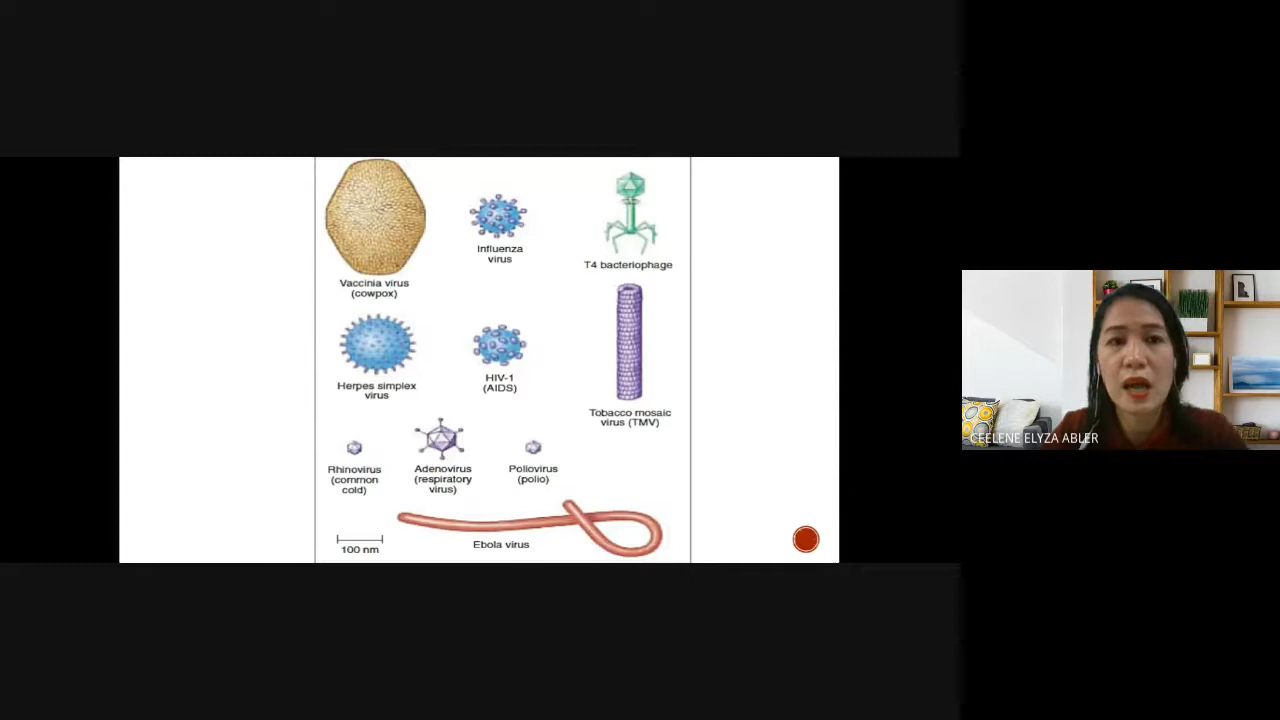 Vaccinia virus
(cowpox)
Influenza
virus
T4 bacteriophage
Herpes simplex
virus
HIV-1
(AIDS)
Tobacco mosaic
virus (TMV)
Rhinovirus
(common
cold)
Adenovirus
(respiratory
virus)
Poliovirus
(polio)
100 nm
Ebola virus
CEELENE ELYZA ABLER